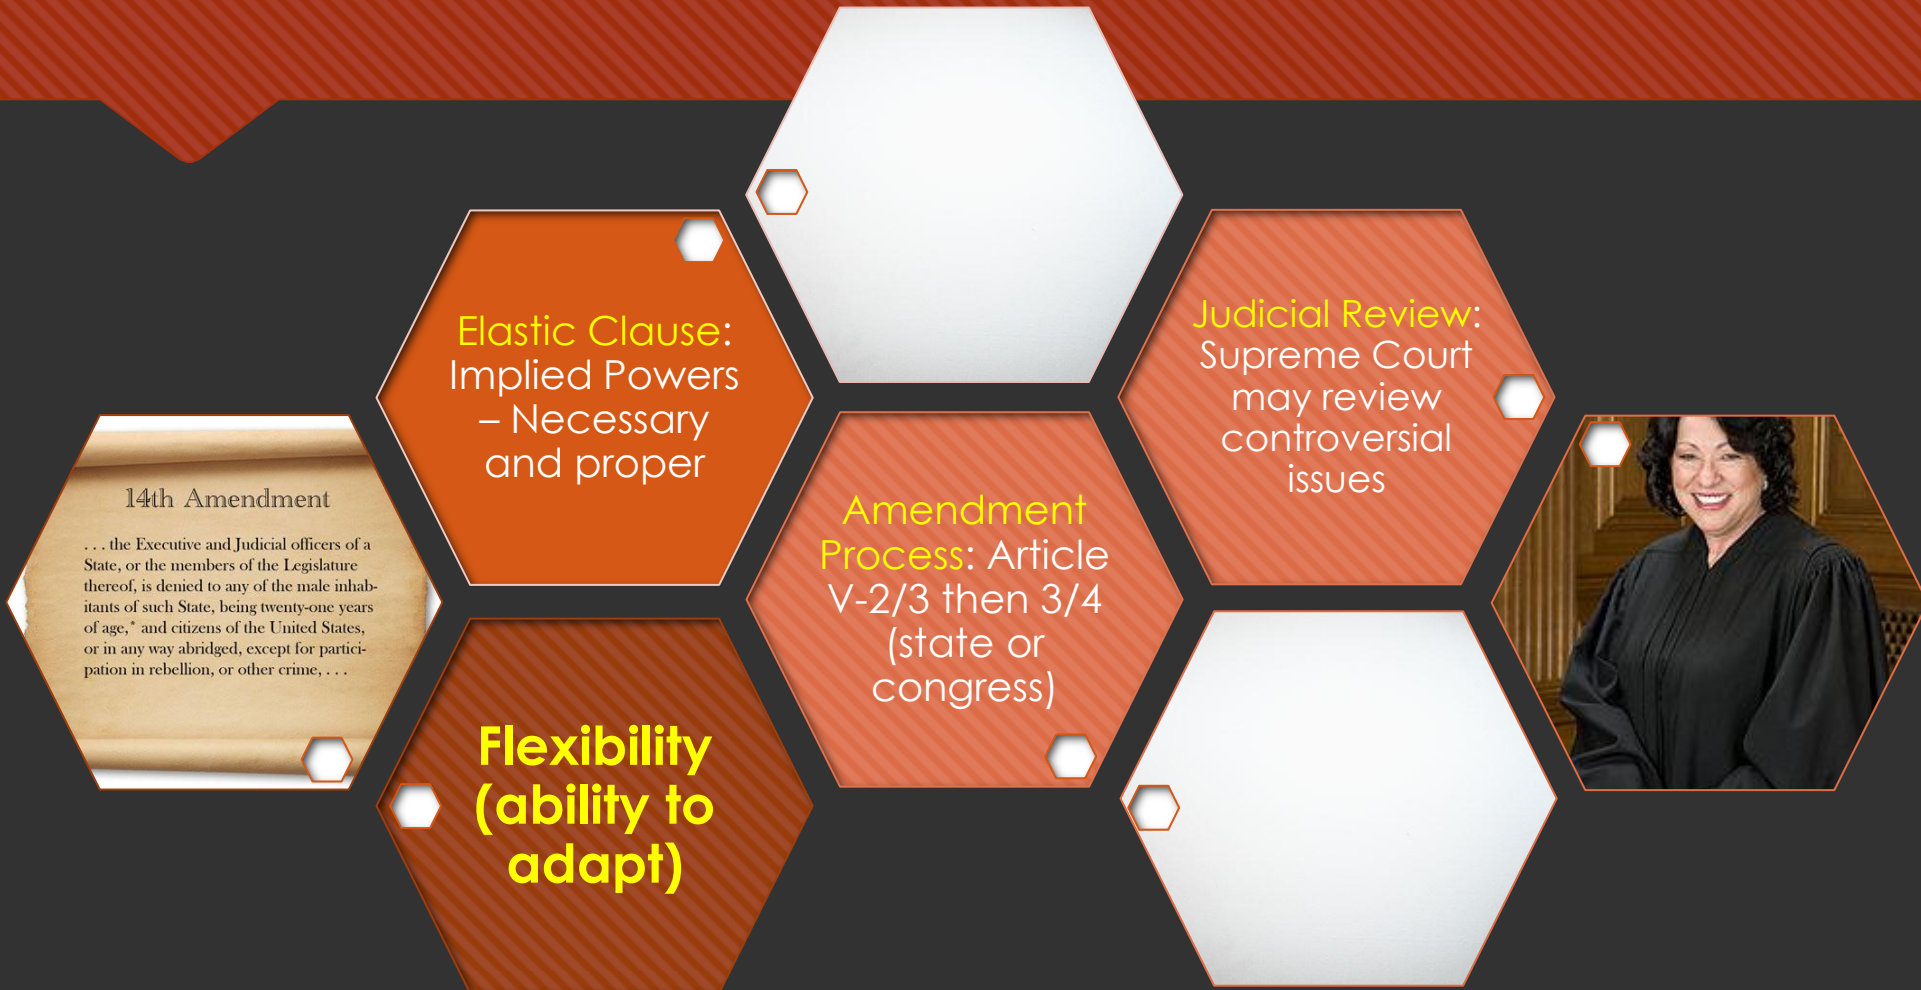 14th Amendment
. . . the Executive and Judicial officers of a
State, or the members of the Legislature
thereof, is denied to any of the male inhab-
itants of such State, being twenty-one years
of age,* and citizens of the United States,
or in any way abridged, except for partici-
pation in rebellion, or other crime, . . .
Elastic Clause:
Implied Powers
– Necessary
and proper
Flexibility
(ability to
adapt)
Amendment
Process: Article
V-2/3 then 3/4
(state or
congress)
Judicial Review:
Supreme Court
may review
controversial
issues